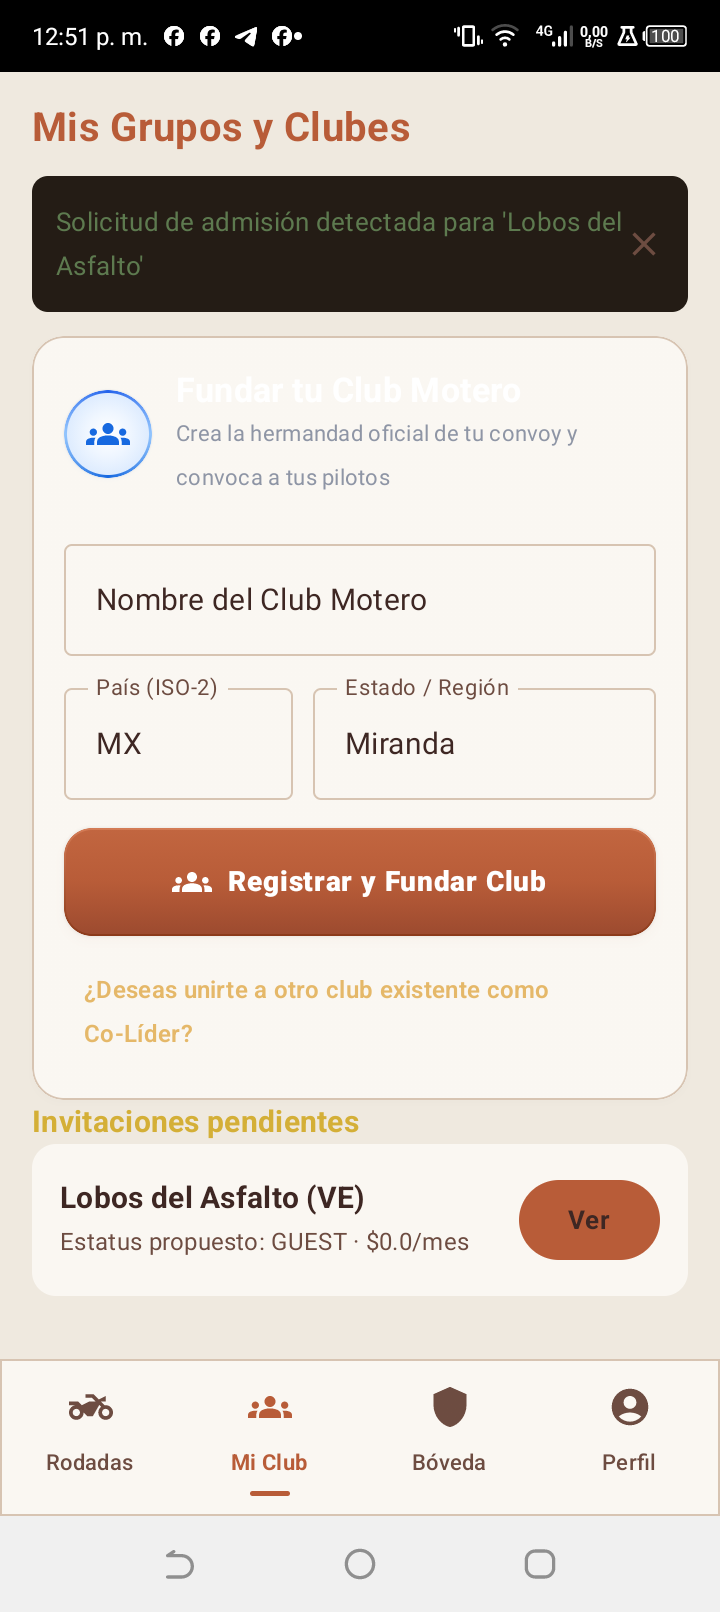 12:51 p. m.
4G
0,00
B/S
100
Mis Grupos y Clubes
Solicitud de admisión detectada para 'Lobos del
Asfalto'
Fundar tu Club Motero
Crea la hermandad oficial de tu convoy y
convoca a tus pilotos
Nombre del Club Motero
País (ISO-2)
MX
Estado / Región
Miranda
Registrar y Fundar Club
¿Deseas unirte a otro club existente como
Co-Líder?
Invitaciones pendientes
Lobos del Asfalto (VE)
Estatus propuesto: GUEST · $0.0/mes
Ver
Rodadas
Mi Club
Bóveda
Perfil